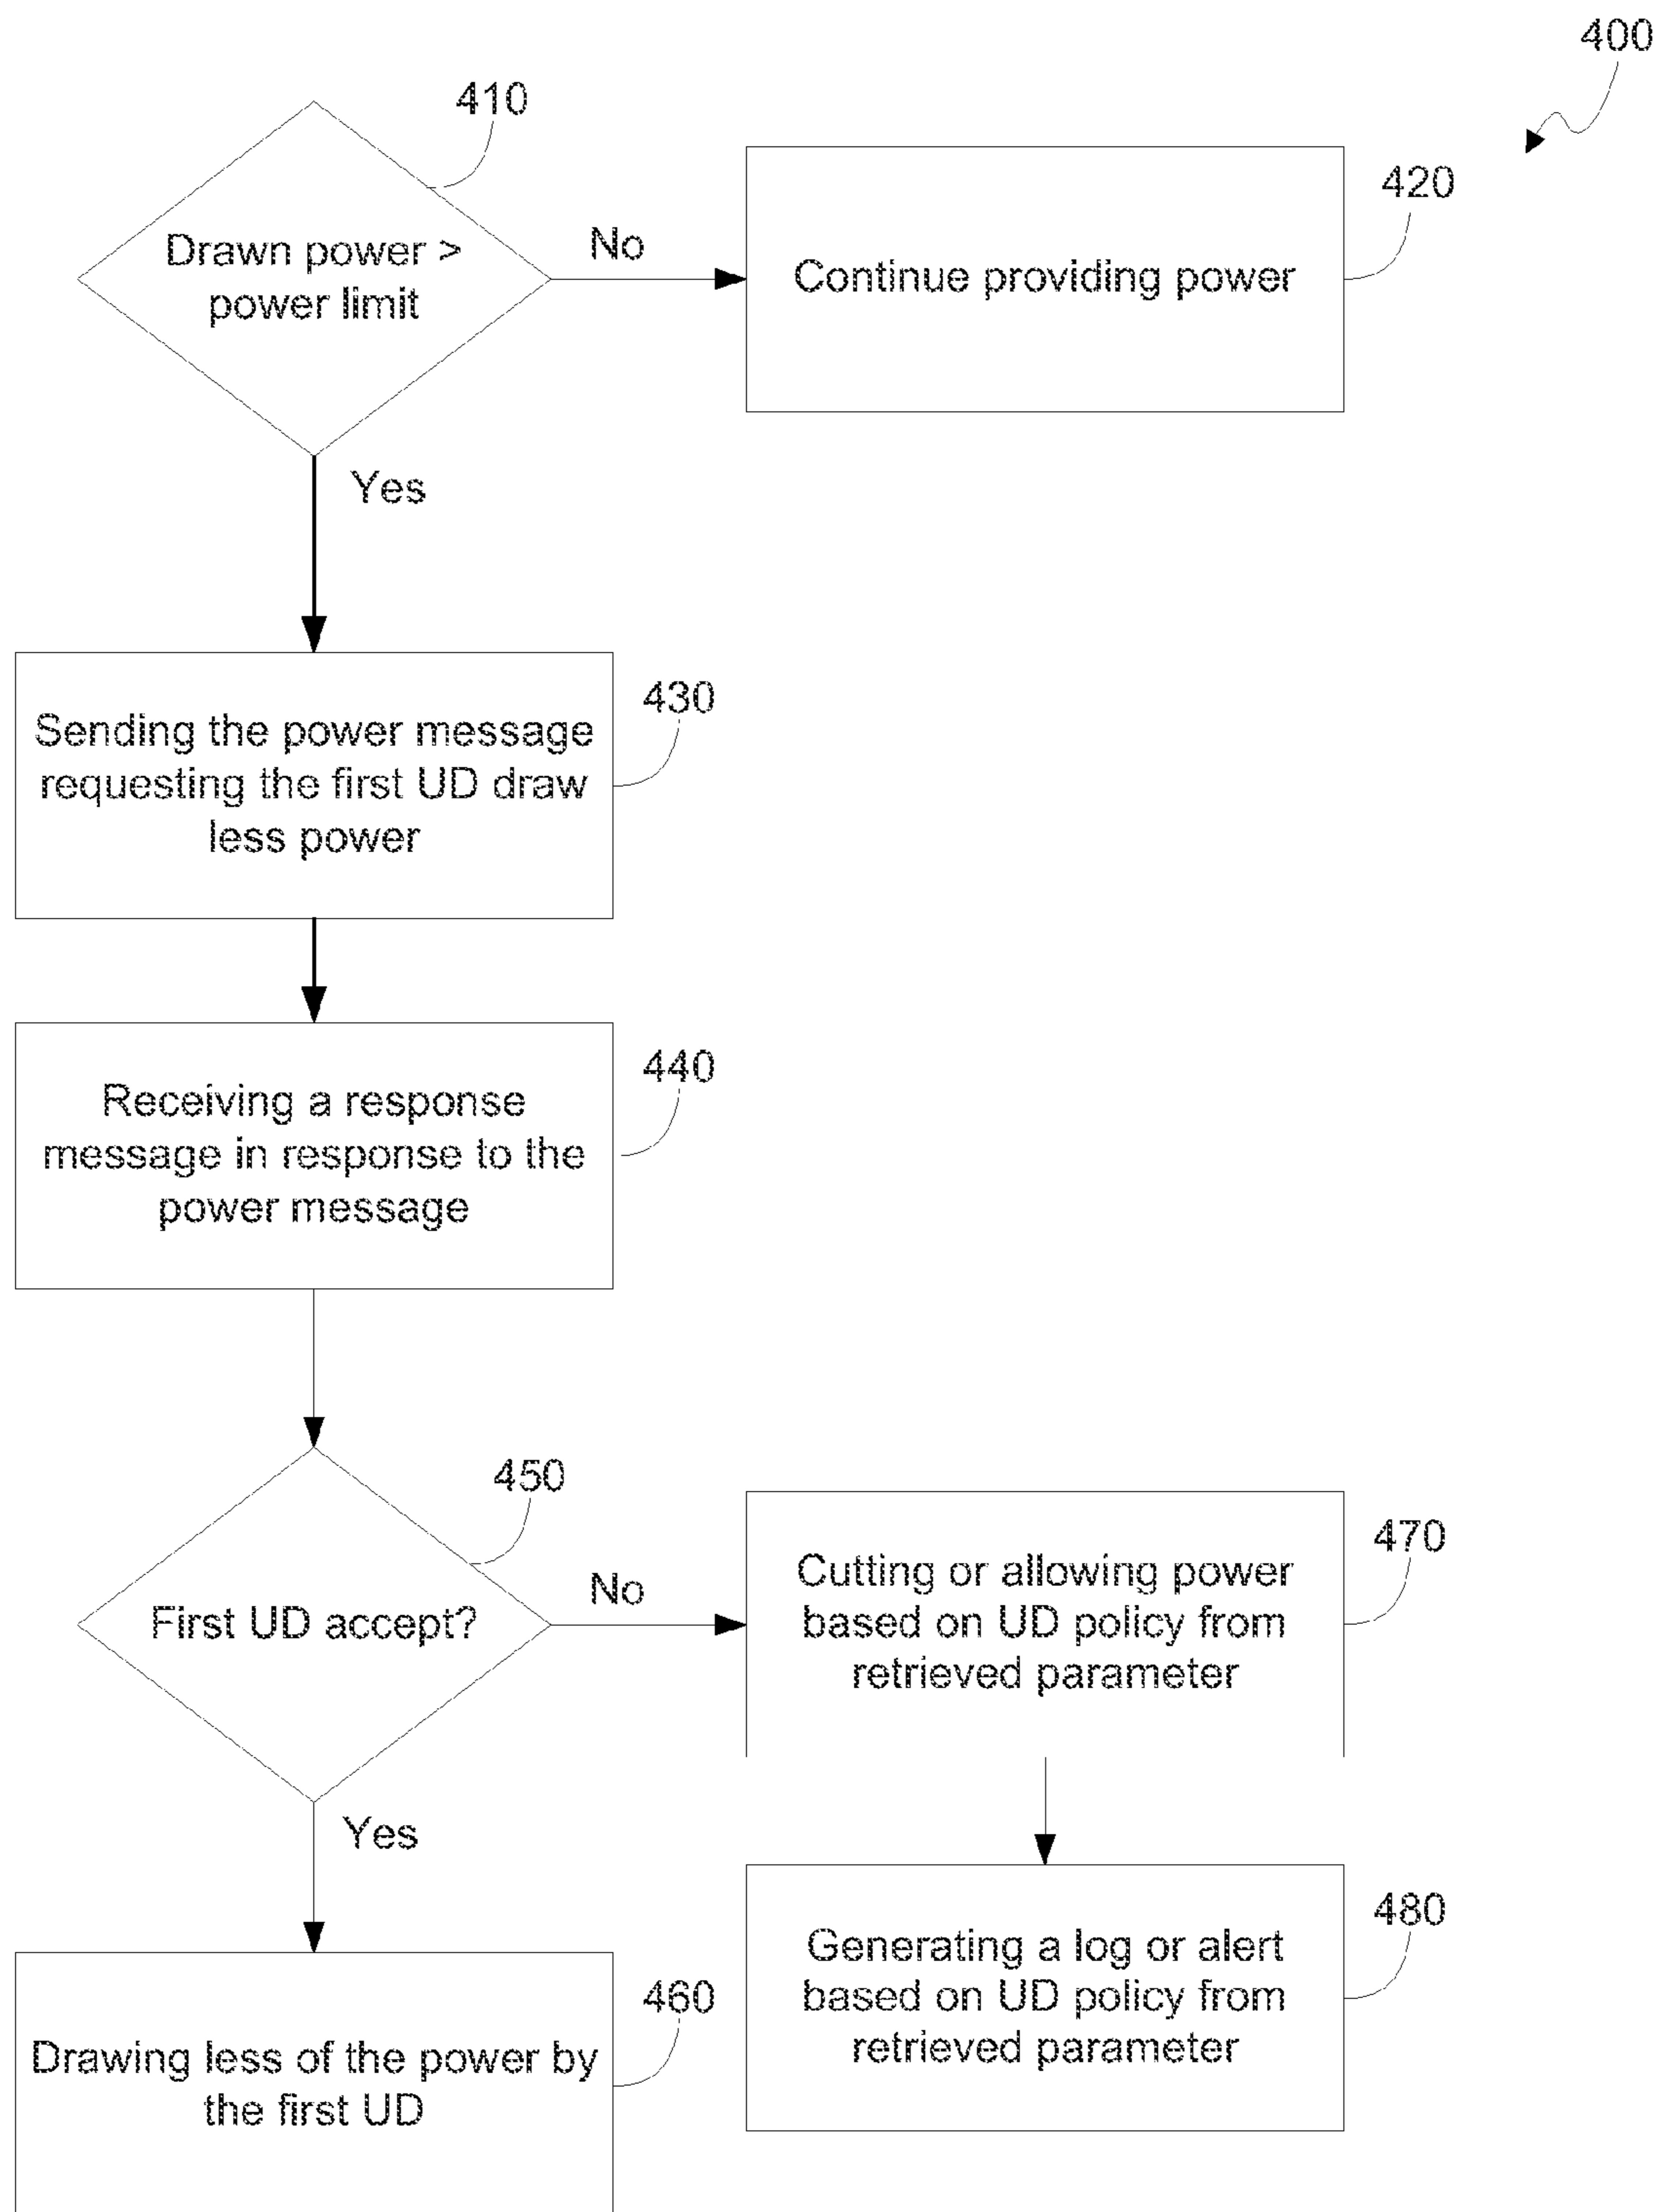 400
410
Drawn power >
power limit
No
420
Continue providing power
Yes
430
Sending the power message
requesting the first UD draw
less power
440
Receiving a response
message in response to the
power message
450
First UD accept?
No
470
Cutting or allowing power
based on UD policy from
retrieved parameter
Yes
480
Generating a log or alert
based on UD policy from
retrieved parameter
460
Drawing less of the power by
the first UD